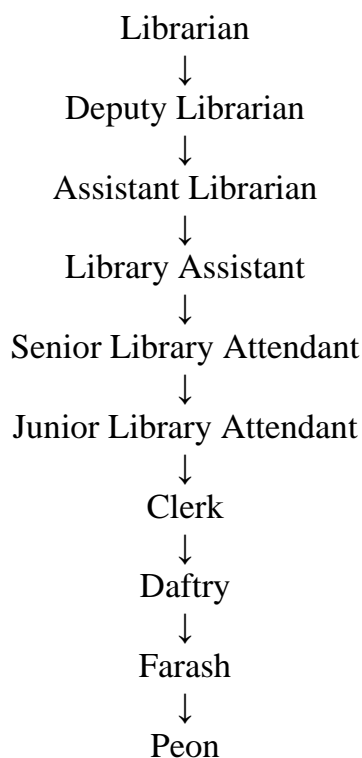 Librarian
↓
Deputy Librarian
↓
Assistant Librarian
↓
Library Assistant
↓
Senior Library Attendant
↓
Junior Library Attendant
↓
Clerk
↓
Daftry
↓
Farash
↓
Peon